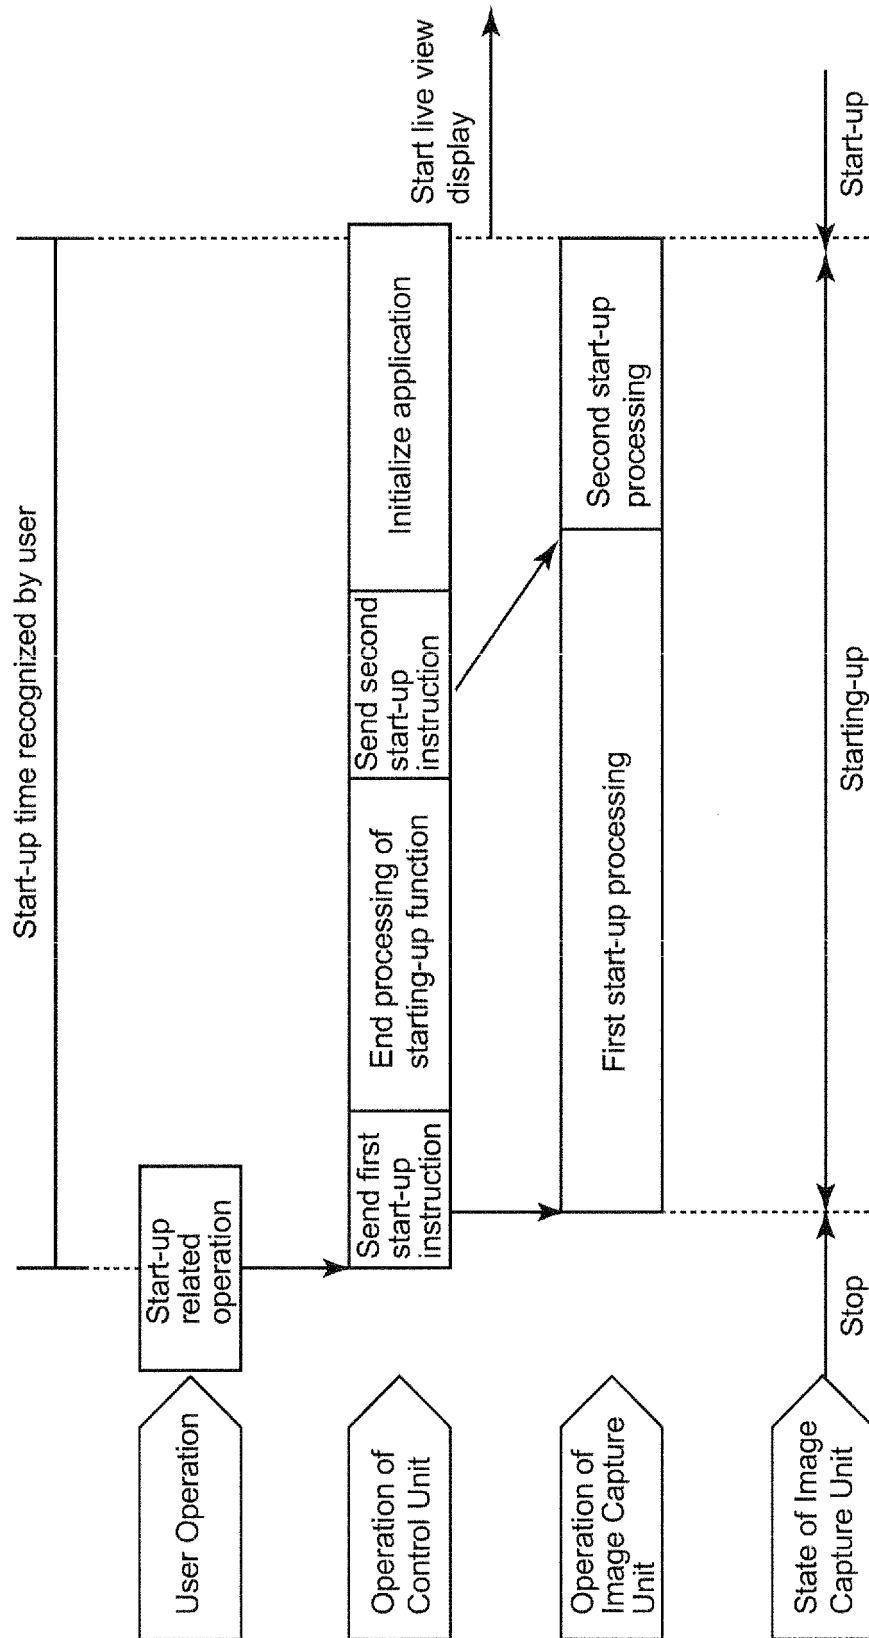 Start-up time recognized by user
User Operation
Start-up
related
operation
Operation of
Control Unit
Send first
start-up
instruction
End processing of
starting-up function
Send second
start-up
instruction
Initialize application
Start live view
display
Operation of
Image Capture
Unit
First start-up processing
Second start-up
processing
State of Image
Capture Unit
Stop
Starting-up
Start-up